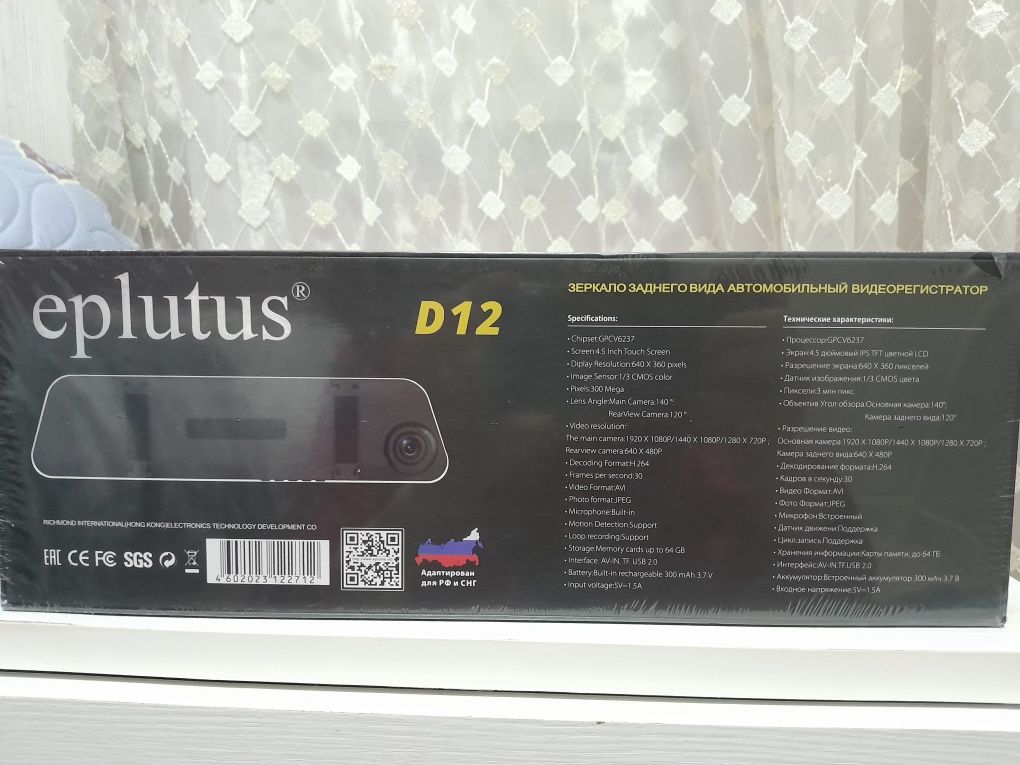 eplutus®
D12
ЗЕРКАЛО ЗАДНЕГО ВИДА АВТОМОБИЛЬНЫЙ ВИДЕОРЕГИСТРАТОР
Specifications:
• Chipset:GPCV6237
• Screen:4.5 Inch Touch Screen
• Diplay Resolution:640 X 360 pixels
• Image Sensor:1/3 CMOS color
• Pixels:300 Mega
• Lens Angle:Main Camera:140 °:
RearView Camera:120 °
• Video resolution:
The main camera:1920 X 1080P/1440 X 1080P/1280 X 720P ;
Rearview camera:640 X 480P
• Decoding Format:H.264
• Frames per second:30
• Video Format:AVI
• Photo format:JPEG
• Microphone:Built-in
• Motion Detection:Support
• Loop recording:Support
• Storage:Memory cards up to 64 GB
• Interface: AV-IN. TF. USB 2.0
• Battery:Built-in rechargeable 300 mAh 3.7 V
• Input voltage:5V=1.5A
Технические характеристики:
• Процессор:GPCV6237
• Экран:4.5 дюймовый IPS TFT цветной LCD
• Разрешение экрана:640 X 360 пикселей
• Датчик изображения:1/3 CMOS цвета
• Пиксели:3 млн пикс.
• Объектив Угол обзора:Основная камера:140°;
Камера заднего вида:120°
• Разрешение видео:
Основная камера:1920 X 1080P/1440 X 1080P/1280 X 720P ;
Камера заднего вида:640 X 480P
• Декодирование формата:H.264
• Кадров в секунду:30
• Видео Формат:AVI
• Фото Формат:JPEG
• Микрофон:Встроенный
• Датчик движени:Поддержка
• Цикл.запись:Поддержка
• Хранения информации:Карты памяти, до 64 ГБ
• Интерфейс:AV-IN.TF.USB 2.0
• Аккумулятор:Встроенный аккумулятор 300 мАч 3.7 В
• Входное напряжение:5V=1.5A
RICHMOND INTERNATIONAL(HONG KONG)ELECTRONICS TECHNOLOGY DEVELOPMENT CO
EAC CE FC SGS
4 602023 122712
Адаптирован
для РФ и СНГ